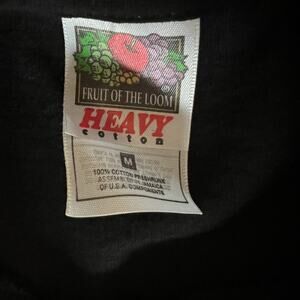 FRUIT OF THE LOOM
HEAVY
cotton
M
100% COTTON PRESHRUNK
ASSEMBLED IN JAMAICA
OF U.S.A. COMPONENTS